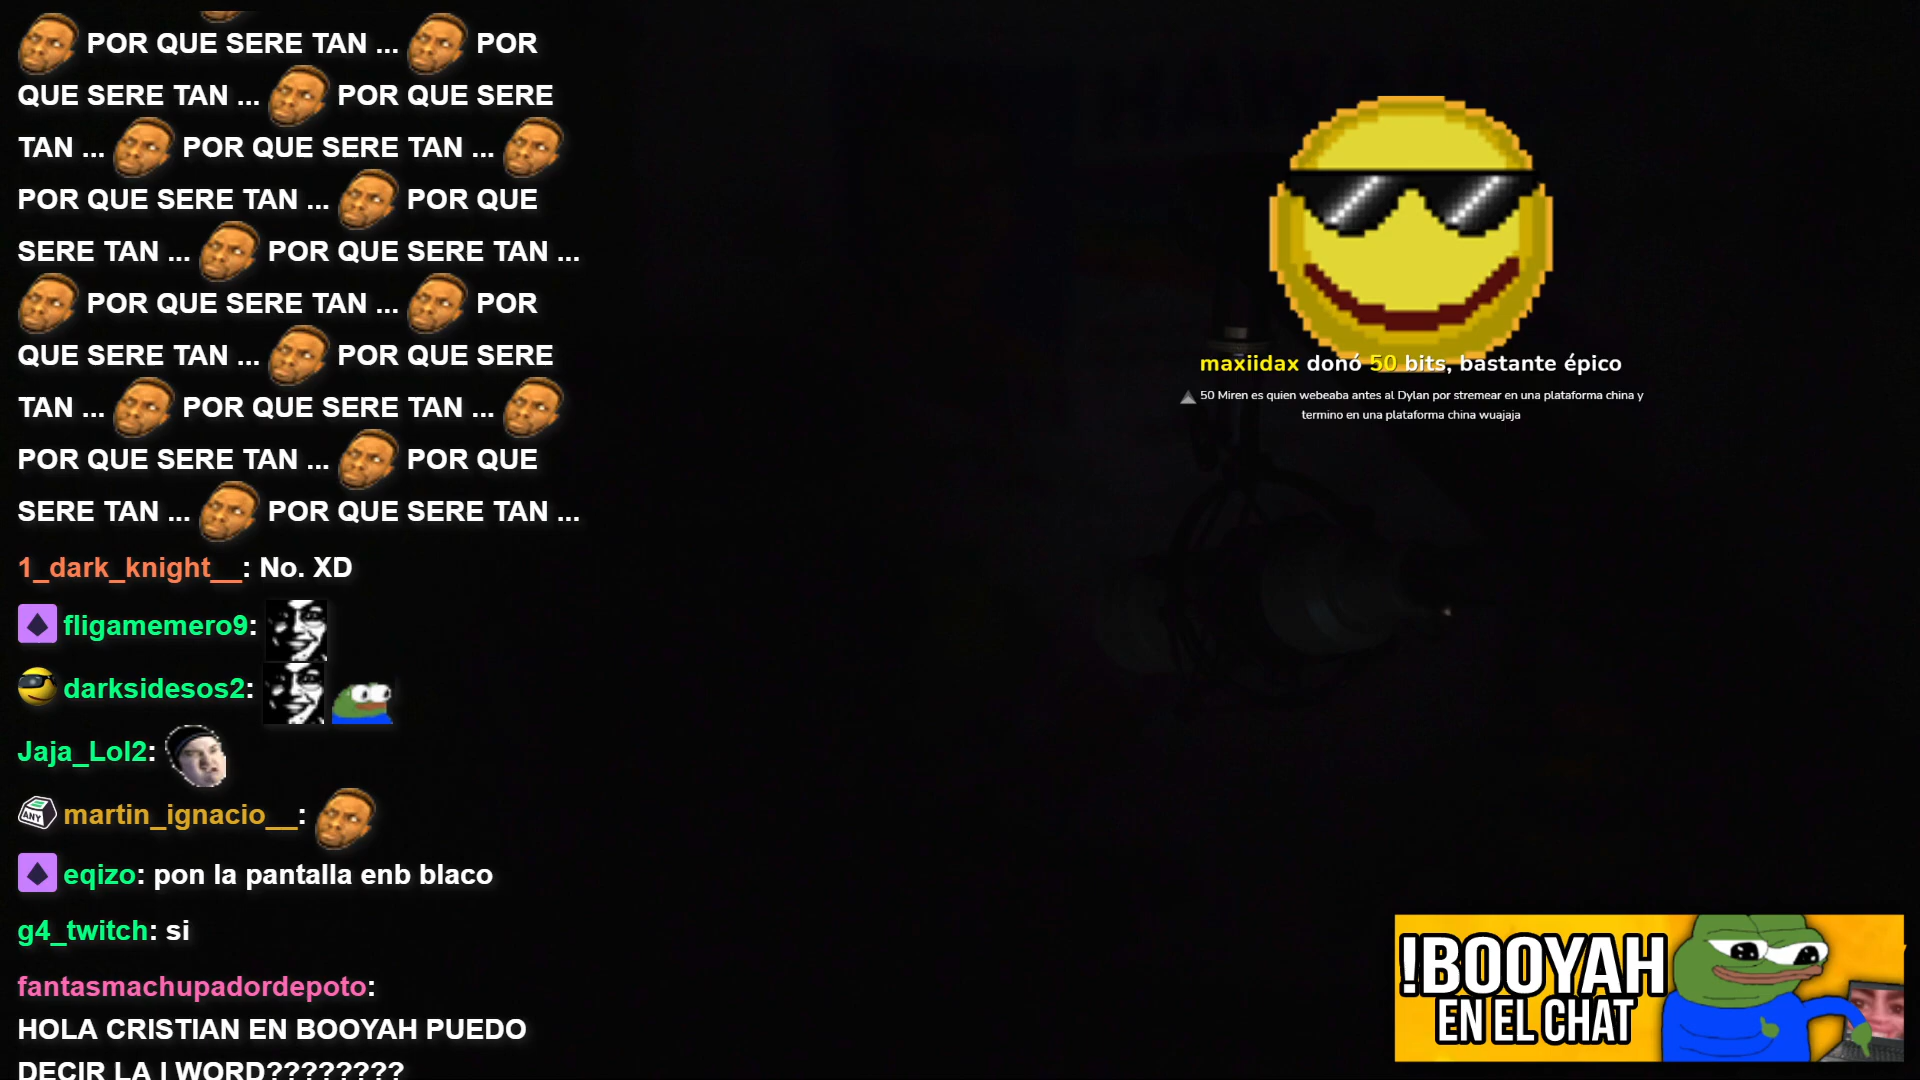 POR QUE SERE TAN ... POR
QUE SERE TAN ... POR QUE SERE
TAN ... POR QUE SERE TAN ...
POR QUE SERE TAN ... POR QUE
SERE TAN ... POR QUE SERE TAN ...
POR QUE SERE TAN ... POR
QUE SERE TAN ... POR QUE SERE
TAN ... POR QUE SERE TAN ...
POR QUE SERE TAN ... POR QUE
SERE TAN ... POR QUE SERE TAN ...
1_dark_knight__: No. XD
fligamemero9:
darksidesos2:
Jaja_Lol2:
ANY martin_ignacio__:
eqizo: pon la pantalla enb blaco
g4_twitch: si
fantasmachupadordepoto:
HOLA CRISTIAN EN BOOYAH PUEDO
DECIR LA I WORD????????
maxiidax donó 50 bits, bastante épico
50 Miren es quien webeaba antes al Dylan por stremear en una plataforma china y
termino en una plataforma china wuajaja
!BOOYAH
EN EL CHAT